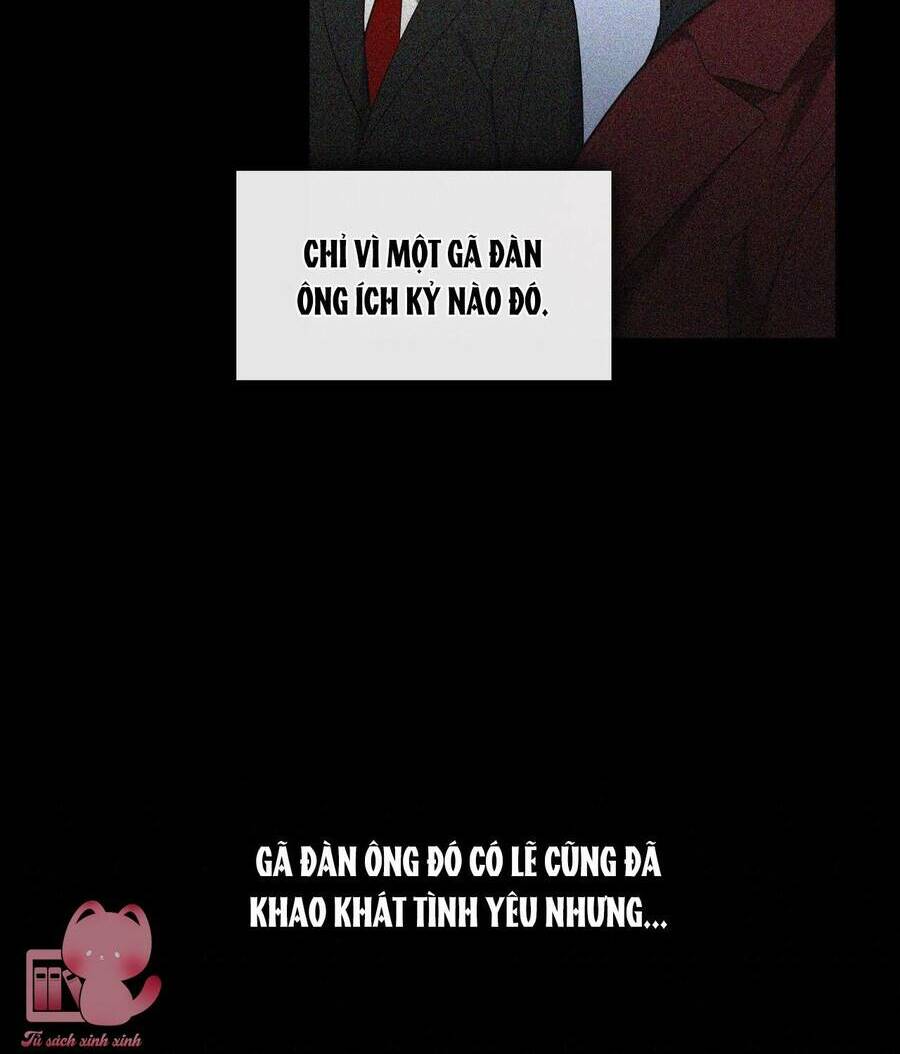 CHỈ VÌ MỘT GÃ ĐÀN
ÔNG ÍCH KỶ NÀO ĐÓ.
GÃ ĐÀN ÔNG ĐÓ CÓ LẼ CŨNG ĐÃ
KHAO KHÁT TÌNH YÊU NHƯNG...
Tủ sách xinh xinh